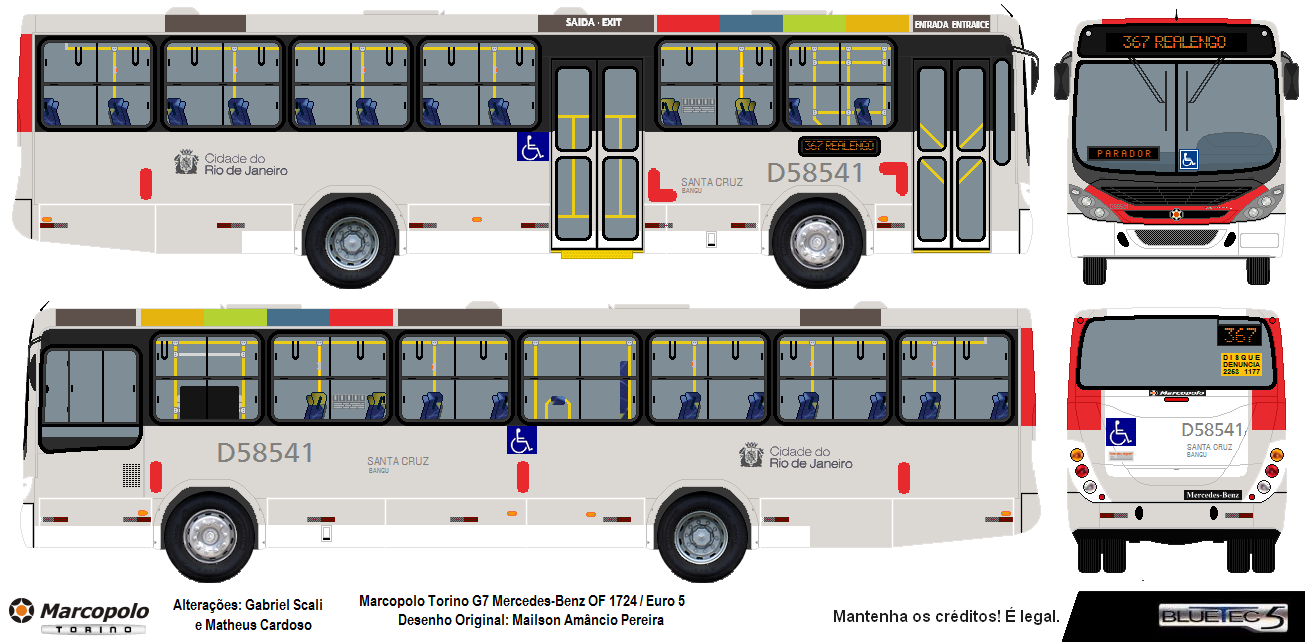 SAIDA · EXIT
ENTRADA ENTRANCE
367 REALENGO
367 REALENGO
D58541
Cidade do
Rio de Janeiro
SANTA CRUZ
BANGU
PARADOR
367
DISQUE
DENUNCIA
2253 1177
Marcopolo
D58541
SANTA CRUZ
BANGU
Cidade do
Rio de Janeiro
D58541
SANTA CRUZ
BANGU
Mercedes-Benz
Marcopolo
TORINO
Alterações: Gabriel Scali
e Matheus Cardoso
Marcopolo Torino G7 Mercedes-Benz OF 1724 / Euro 5
Desenho Original: Mailson Amâncio Pereira
Mantenha os créditos! É legal.
BLUETEC 5